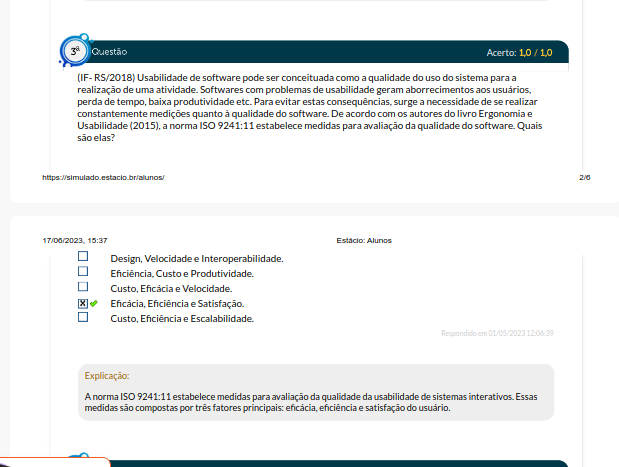 3ª Questão Acerto: 1,0 / 1,0
(IF- RS/2018) Usabilidade de software pode ser conceituada como a qualidade do uso do sistema para a
realização de uma atividade. Softwares com problemas de usabilidade geram aborrecimentos aos usuários,
perda de tempo, baixa produtividade etc. Para evitar estas consequências, surge a necessidade de se realizar
constantemente medições quanto à qualidade do software. De acordo com os autores do livro Ergonomia e
Usabilidade (2015), a norma ISO 9241:11 estabelece medidas para avaliação da qualidade do software. Quais
são elas?
https://simulado.estacio.br/alunos/ 2/6
17/06/2023, 15:37 Estácio: Alunos
Design, Velocidade e Interoperabilidade.
Eficiência, Custo e Produtividade.
Custo, Eficácia e Velocidade.
Eficácia, Eficiência e Satisfação.
Custo, Eficiência e Escalabilidade.
Respondido em 01/05/2023 12:06:39
Explicação:
A norma ISO 9241:11 estabelece medidas para avaliação da qualidade da usabilidade de sistemas interativos. Essas
medidas são compostas por três fatores principais: eficácia, eficiência e satisfação do usuário.